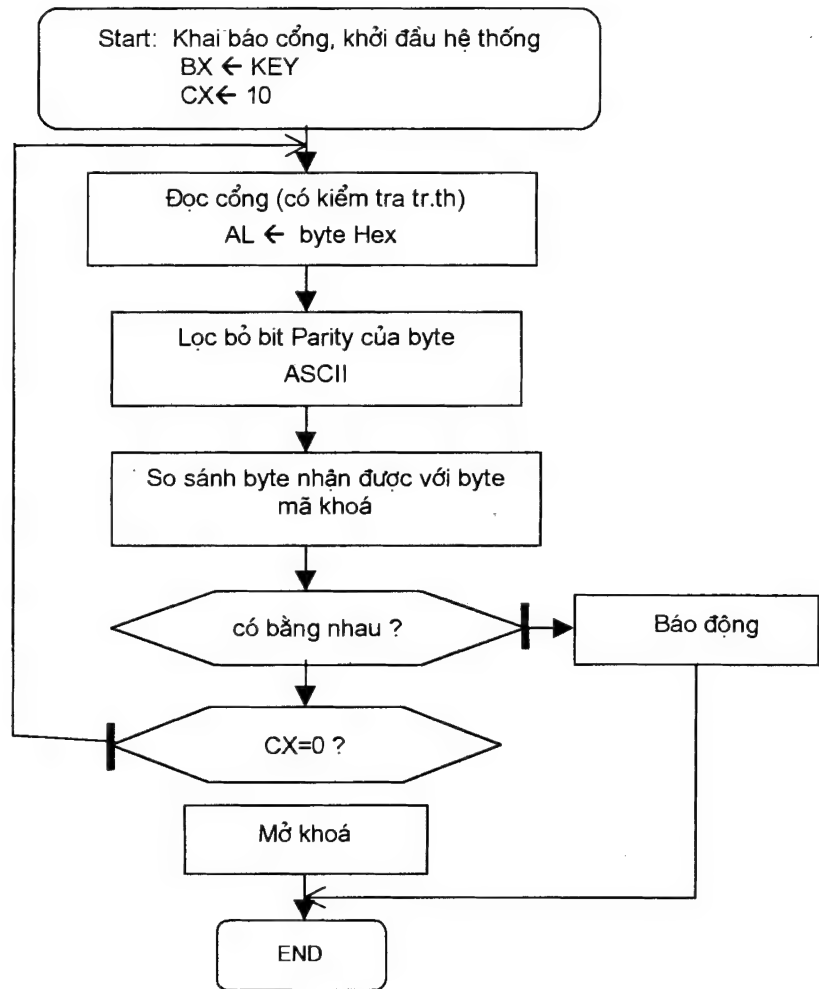 Start: Khai báo cổng, khởi đầu hệ thống
BX ← KEY
CX← 10
Đọc cổng (có kiểm tra tr.th)
AL ← byte Hex
Lọc bỏ bit Parity của byte
ASCII
So sánh byte nhận được với byte
mã khoá
có bằng nhau ?
Báo động
CX=0 ?
Mở khoá
END